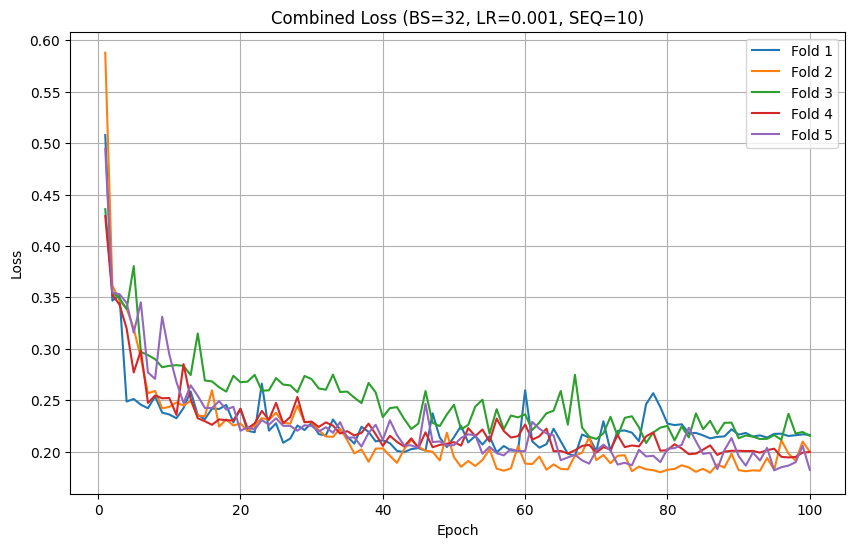 Combined Loss (BS=32, LR=0.001, SEQ=10)
0.60
0.55
0.50
0.45
0.40
0.35
0.30
0.25
0.20
Loss
Fold 1
Fold 2
Fold 3
Fold 4
Fold 5
0 20 40 60 80 100
Epoch